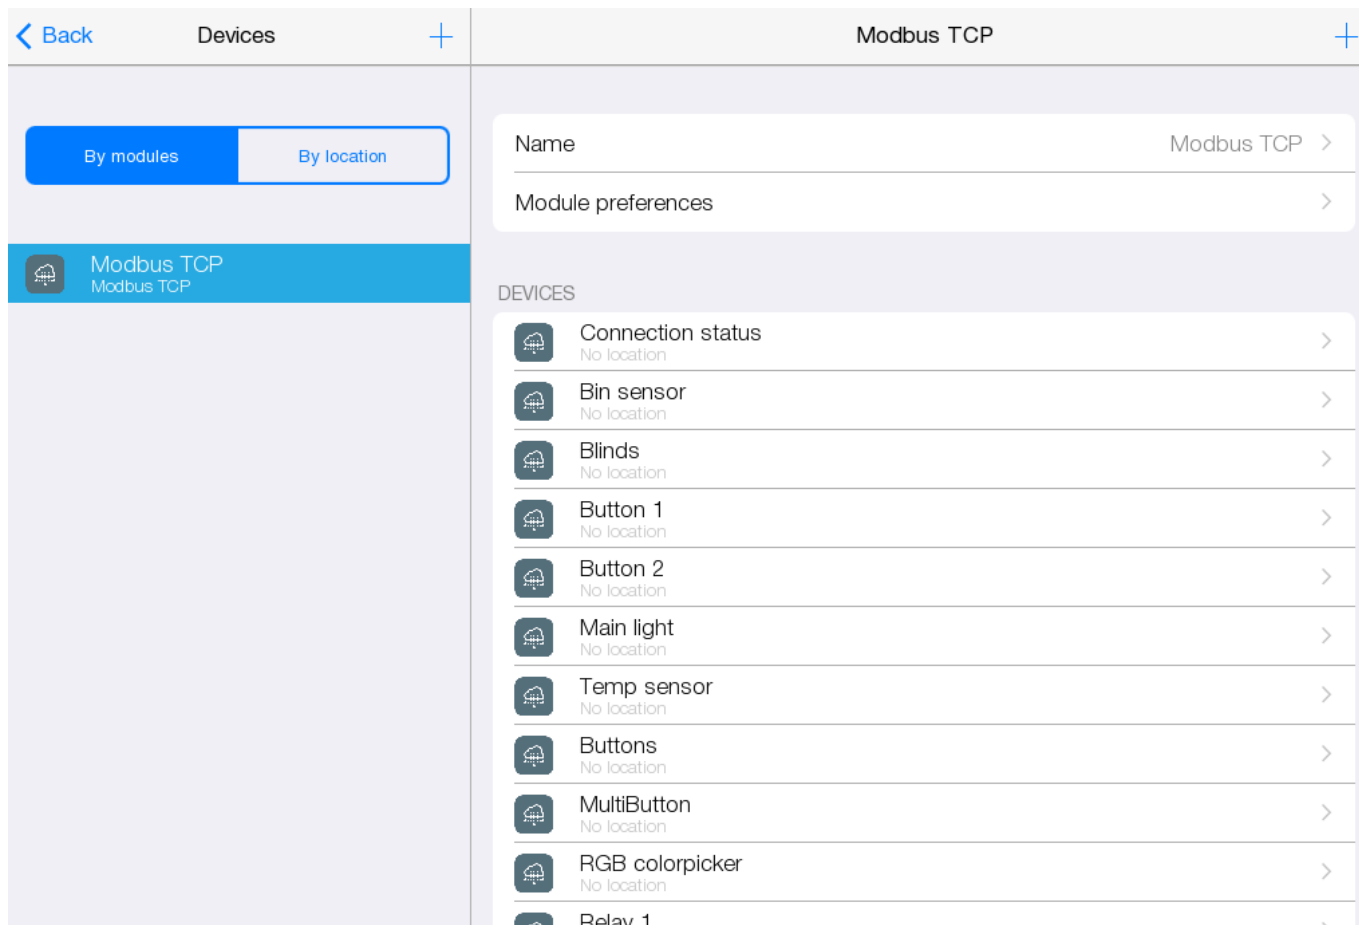 Back
Devices
By modules
By location
Modbus TCP
Modbus TCP
Modbus TCP
Name
Modbus TCP
Module preferences
DEVICES
Connection status
No location
Bin sensor
No location
Blinds
No location
Button 1
No location
Button 2
No location
Main light
No location
Temp sensor
No location
Buttons
No location
MultiButton
No location
RGB colorpicker
No location
Relay 1